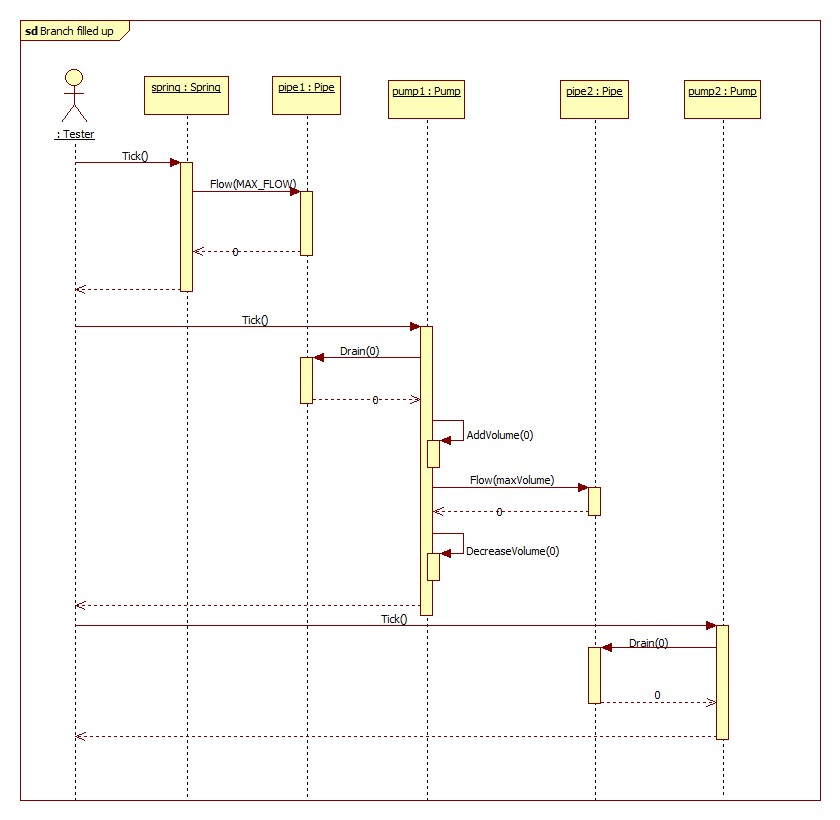 sd Branch filled up
spring : Spring
pipe1 : Pipe
pump1 : Pump
pipe2 : Pipe
pump2 : Pump
: Tester
Tick()
Flow(MAX_FLOW)
0
Tick()
Drain(0)
0
AddVolume(0)
Flow(maxVolume)
0
DecreaseVolume(0)
Tick()
Drain(0)
0